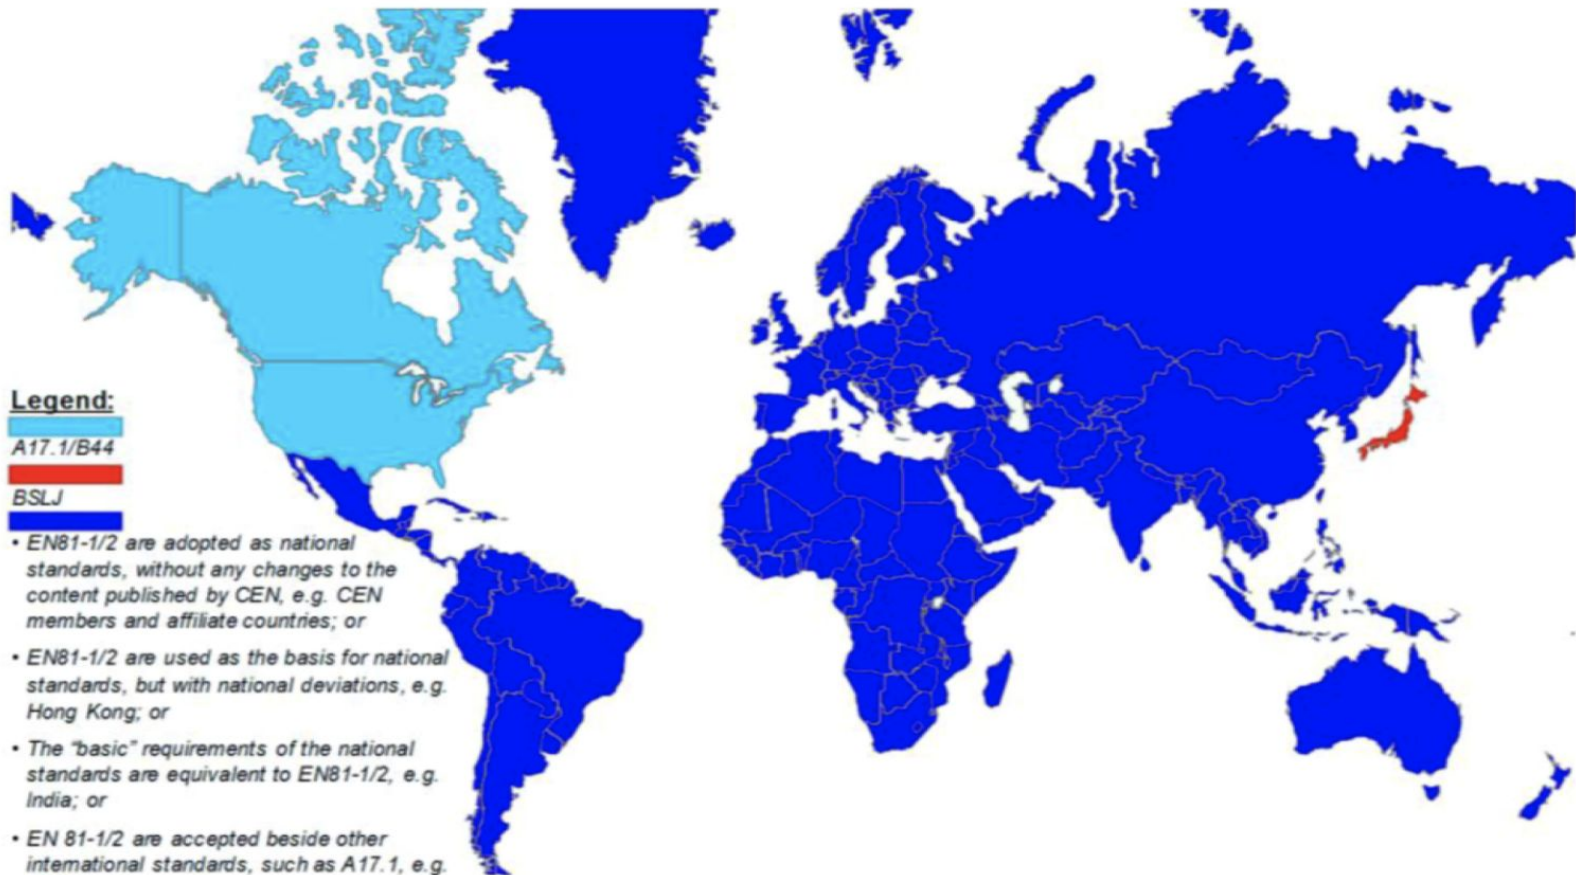 Legend:
A17.1/B44
BSLJ
• EN81-1/2 are adopted as national
standards, without any changes to the
content published by CEN, e.g. CEN
members and affiliate countries; or
• EN81-1/2 are used as the basis for national
standards, but with national deviations, e.g.
Hong Kong; or
• The “basic” requirements of the national
standards are equivalent to EN81-1/2, e.g.
India; or
• EN 81-1/2 are accepted beside other
international standards, such as A17.1, e.g.